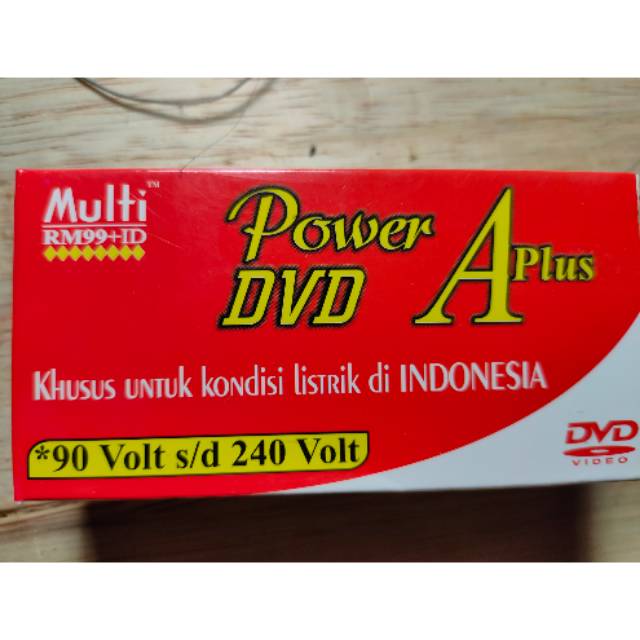 Multi™
RM99+ID
Power
DVD
A Plus
Khusus untuk kondisi listrik di INDONESIA
*90 Volt s/d 240 Volt
DVD
VIDEO